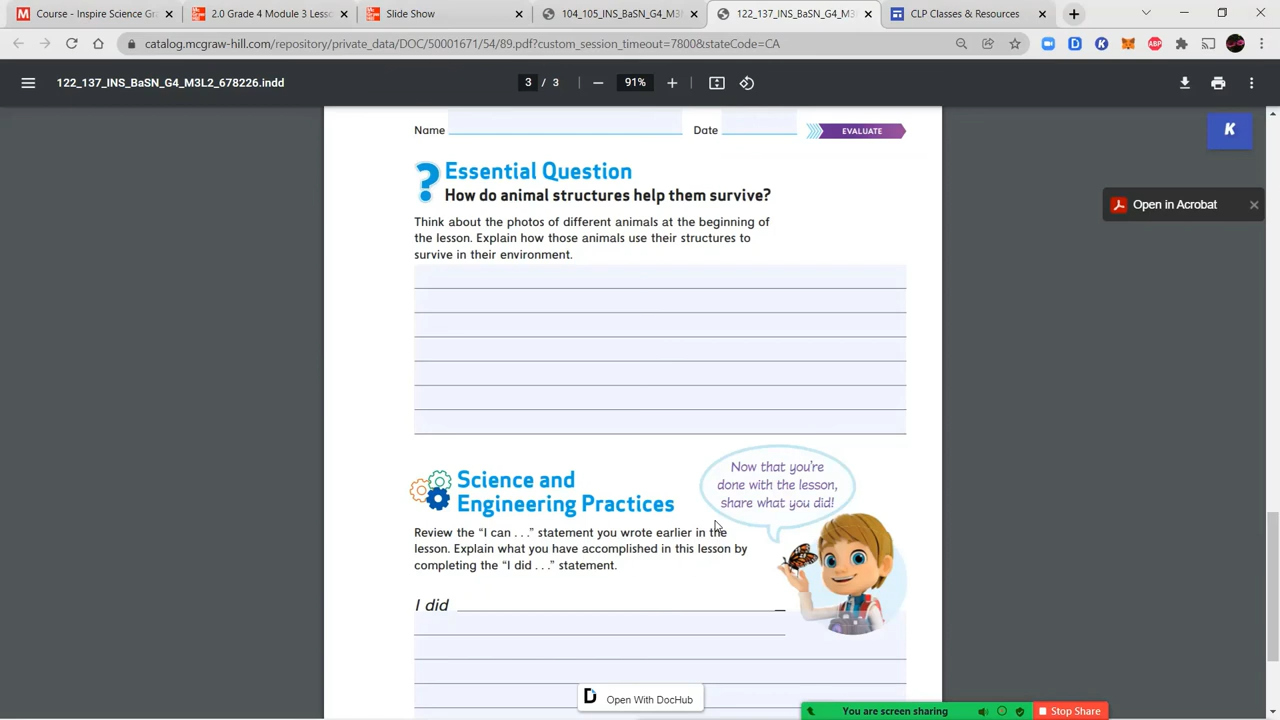 Course - Inspire Science Gr
2.0 Grade 4 Module 3 Lesso
Slide Show
104_105_INS_BaSN_G4_M3
122_137_INS_BaSN_G4_M3
CLP Classes & Resources
catalog.mcgraw-hill.com/repository/private_data/DOC/E0001671/54/89.pdf?custom_session_timeout=7800&stateCode=CA
122_137_INS_BaSN_G4_M3L2_678226.indd
3 / 3
91%
Name
Date
EVALUATE
K
Open in Acrobat
? Essential Question
How do animal structures help them survive?
Think about the photos of different animals at the beginning of
the lesson. Explain how those animals use their structures to
survive in their environment.
Science and
Engineering Practices
Now that you're
done with the lesson,
share what you did!
Review the "I can . . ." statement you wrote earlier in the
lesson. Explain what you have accomplished in this lesson by
completing the "I did . . ." statement.
I did
Open With DocHub
You are screen sharing
Stop Share